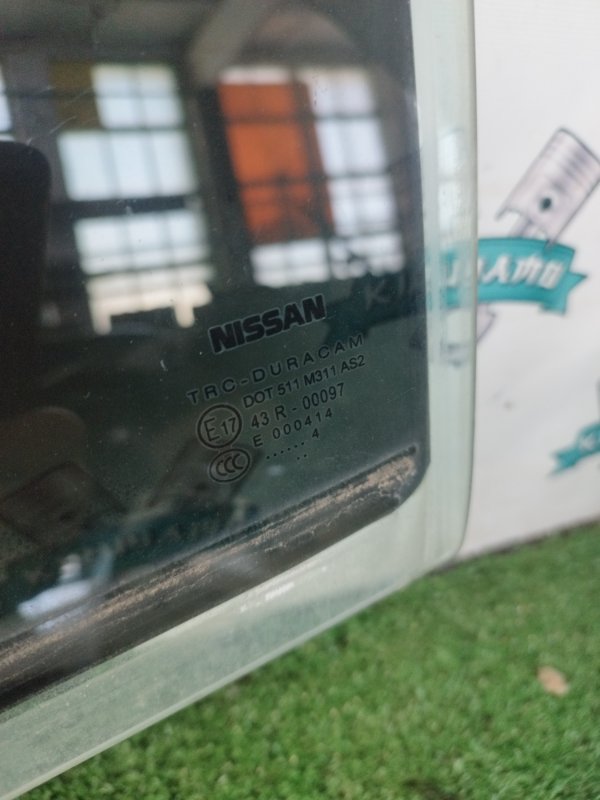 NISSAN
TRC-DURACAM
DOT 511 M311 AS2
E17 43 R - 00097
E 000414
CCC ...... 4
..